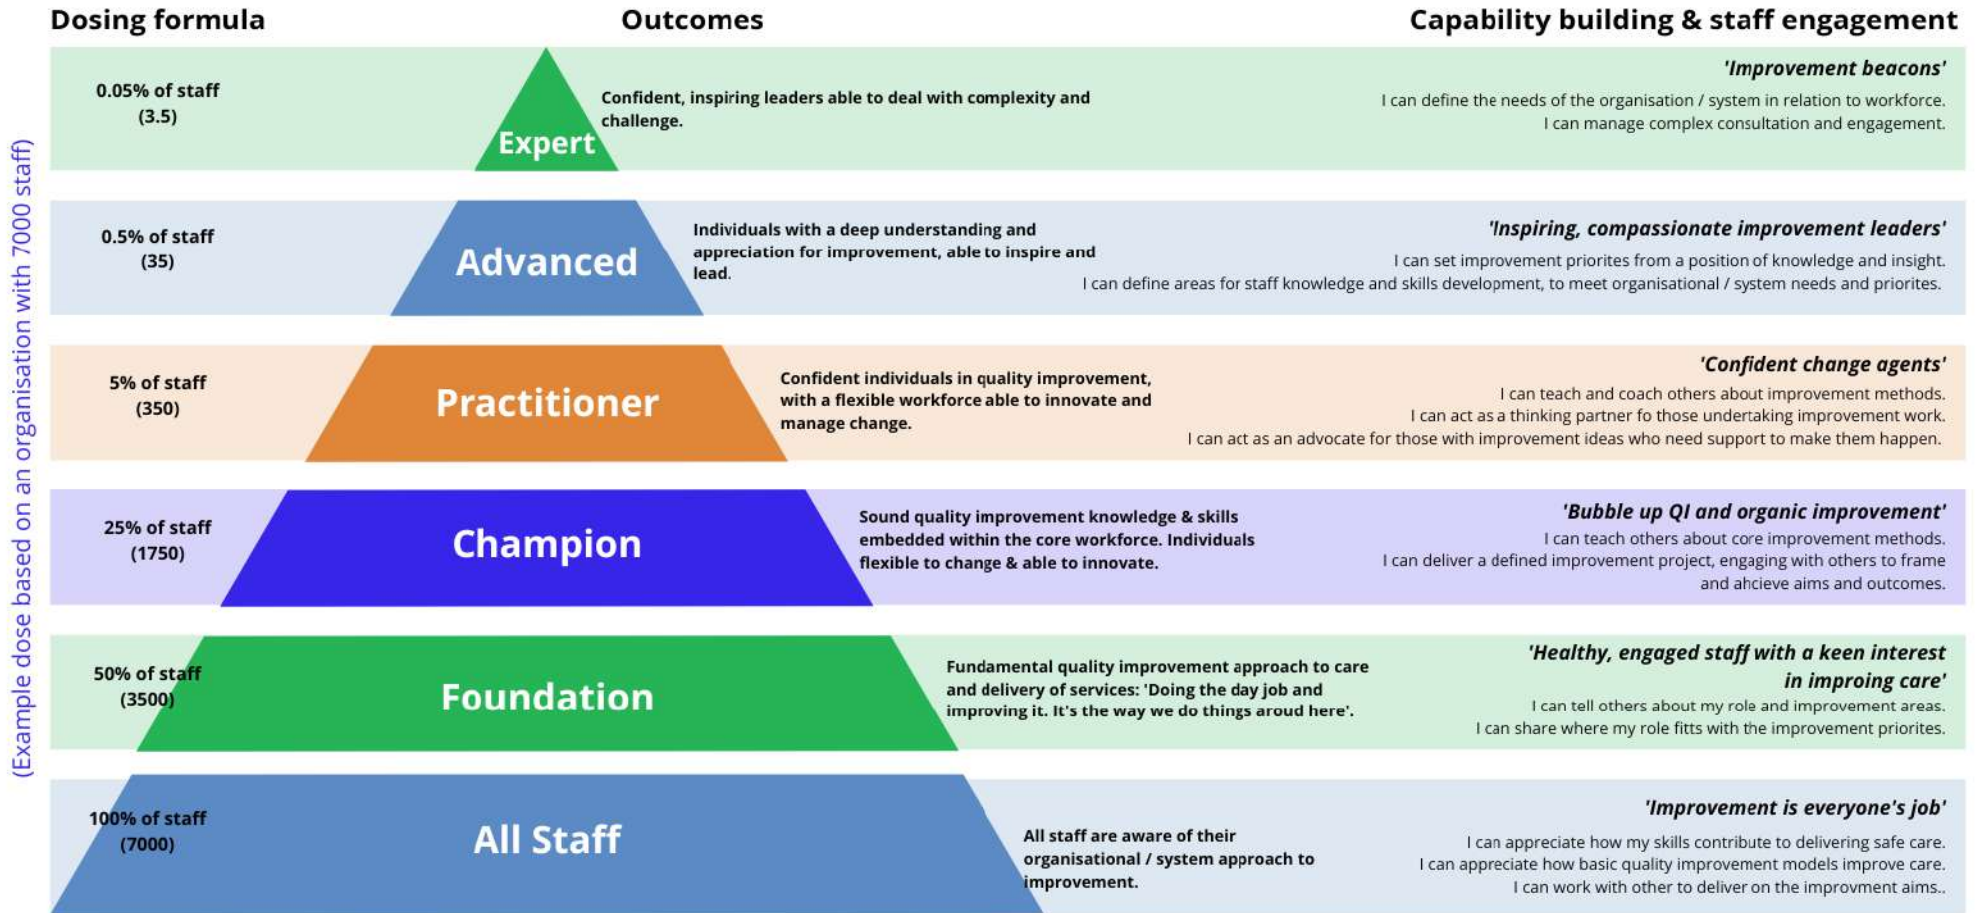 Dosing formula
Outcomes
Capability building & staff engagement
(Example dose based on an organisation with 7000 staff)
0.05% of staff
(3.5)
Expert
Confident, inspiring leaders able to deal with complexity and
challenge.
'Improvement beacons'
I can define the needs of the organisation / system in relation to workforce.
I can manage complex consultation and engagement.
0.5% of staff
(35)
Advanced
Individuals with a deep understanding and
appreciation for improvement, able to inspire and
lead.
'Inspiring, compassionate improvement leaders'
I can set improvement priorites from a position of knowledge and insight.
I can define areas for staff knowledge and skills development, to meet organisational / system needs and priorites.
5% of staff
(350)
Practitioner
Confident individuals in quality improvement,
with a flexible workforce able to innovate and
manage change.
'Confident change agents'
I can teach and coach others about improvement methods.
I can act as a thinking partner fo those undertaking improvement work.
I can act as an advocate for those with improvement ideas who need support to make them happen.
25% of staff
(1750)
Champion
Sound quality improvement knowledge & skills
embedded within the core workforce. Individuals
flexible to change & able to innovate.
'Bubble up QI and organic improvement'
I can teach others about core improvement methods.
I can deliver a defined improvement project, engaging with others to frame
and ahcieve aims and outcomes.
50% of staff
(3500)
Foundation
Fundamental quality improvement approach to care
and delivery of services: 'Doing the day job and
improving it. It's the way we do things aroud here'.
'Healthy, engaged staff with a keen interest
in improing care'
I can tell others about my role and improvement areas.
I can share where my role fitts with the improvement priorites.
100% of staff
(7000)
All Staff
All staff are aware of their
organisational / system approach to
improvement.
'Improvement is everyone's job'
I can appreciate how my skills contribute to delivering safe care.
I can appreciate how basic quality improvement models improve care.
I can work with other to deliver on the improvment aims..